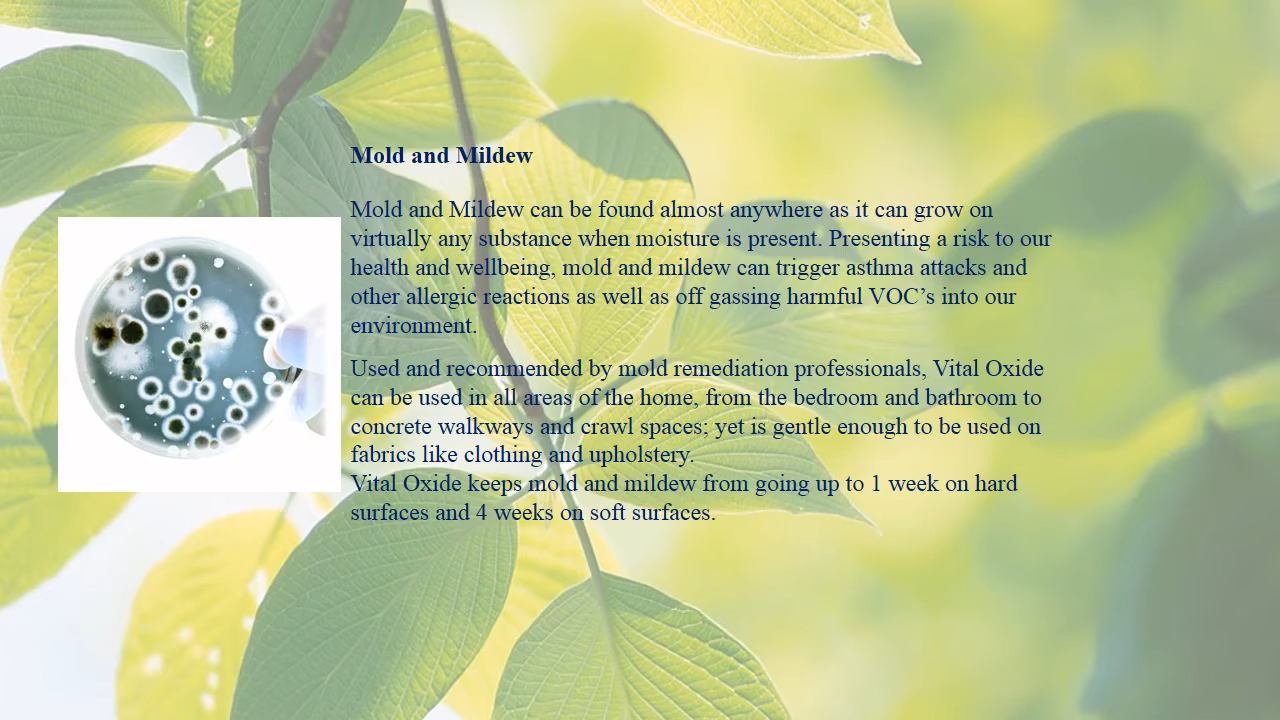 Mold and Mildew
Mold and Mildew can be found almost anywhere as it can grow on
virtually any substance when moisture is present. Presenting a risk to our
health and wellbeing, mold and mildew can trigger asthma attacks and
other allergic reactions as well as off gassing harmful VOC’s into our
environment.
Used and recommended by mold remediation professionals, Vital Oxide
can be used in all areas of the home, from the bedroom and bathroom to
concrete walkways and crawl spaces; yet is gentle enough to be used on
fabrics like clothing and upholstery.
Vital Oxide keeps mold and mildew from going up to 1 week on hard
surfaces and 4 weeks on soft surfaces.